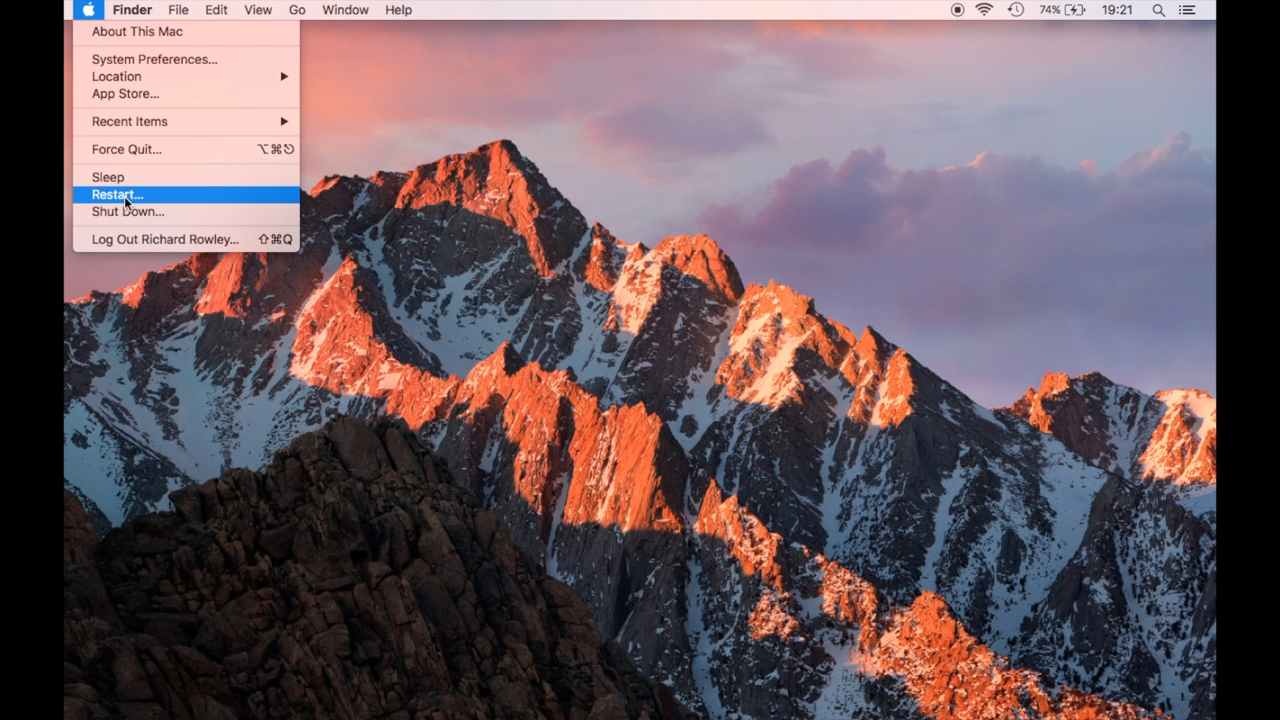 Finder File Edit View Go Window Help 74% 19:21
About This Mac
System Preferences...
Location
App Store...
Recent Items
Force Quit... ⌥⌘⎋
Sleep
Restart...
Shut Down...
Log Out Richard Rowley... ⇧⌘Q